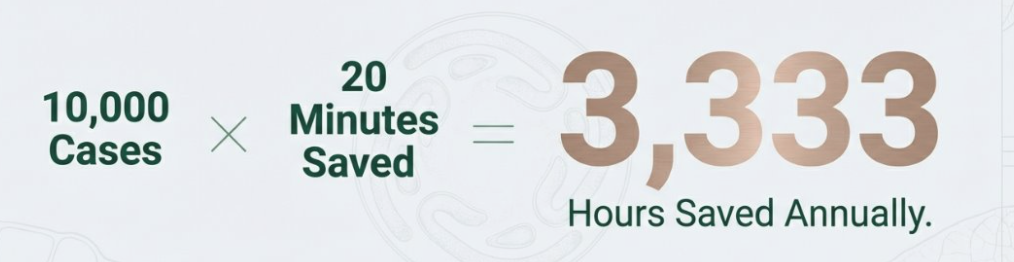 10,000
Cases
×
20
Minutes
Saved
=
3,333
Hours Saved Annually.